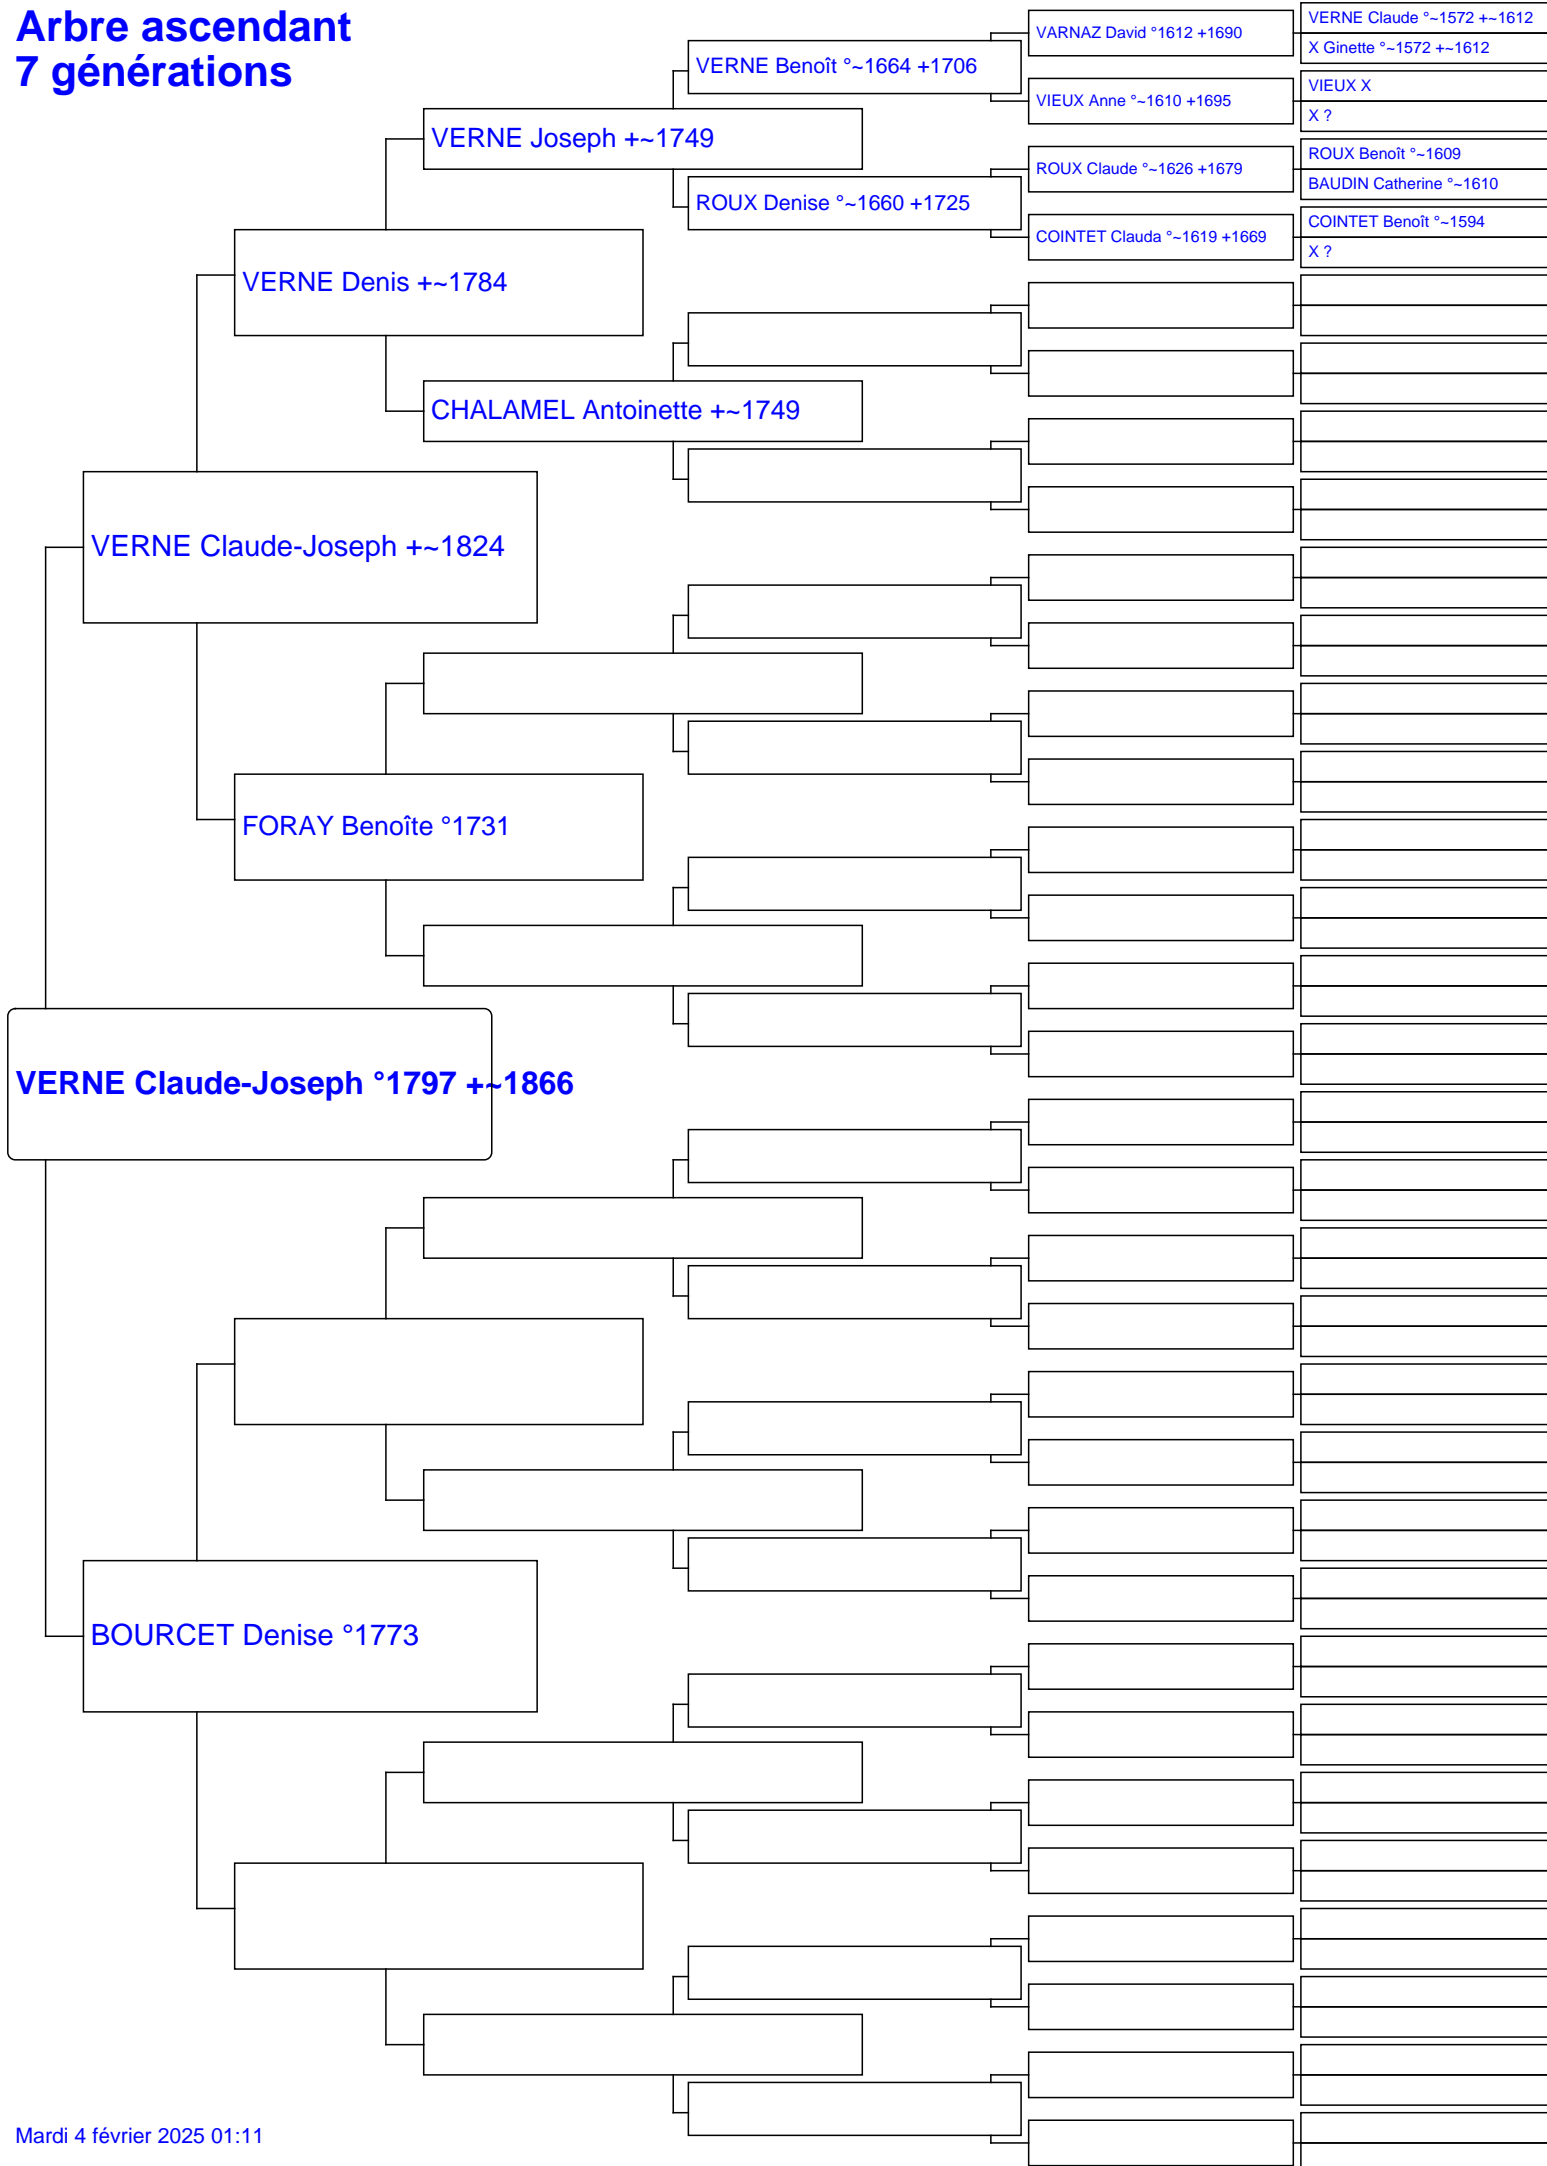 Arbre ascendant
7 générations
VERNE Claude-Joseph °1797 +~1866
VERNE Claude-Joseph +~1824
BOURCET Denise °1773
VERNE Denis +~1784
FORAY Benoîte °1731
VERNE Joseph +~1749
CHALAMEL Antoinette +~1749
VERNE Benoît °~1664 +1706
ROUX Denise °~1660 +1725
VARNAZ David °1612 +1690
VIEUX Anne °~1610 +1695
ROUX Claude °~1626 +1679
COINTET Clauda °~1619 +1669
VERNE Claude °~1572 +~1612
X Ginette °~1572 +~1612
VIEUX X
X ?
ROUX Benoît °~1609
BAUDIN Catherine °~1610
COINTET Benoît °~1594
X ?
Mardi 4 février 2025 01:11